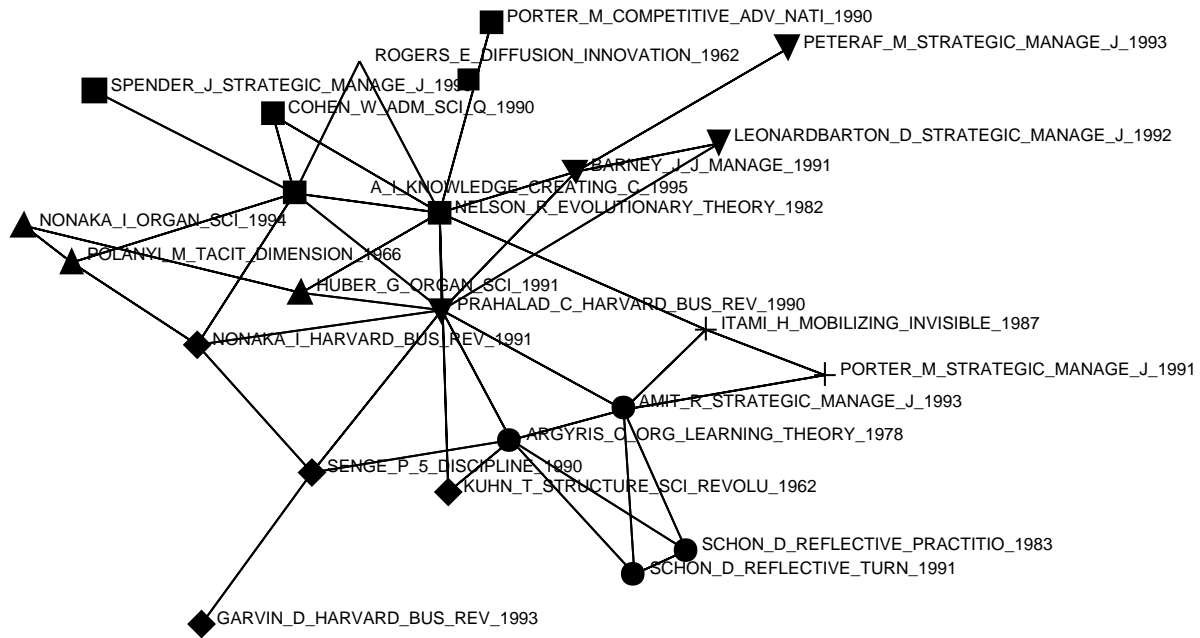 PORTER_M_COMPETITIVE_ADV_NATI_1990
PETERAF_M_STRATEGIC_MANAGE_J_1993
ROGERS_E_DIFFUSION_INNOVATION_1962
SPENDER_J_STRATEGIC_MANAGE_J_199
COHEN_W_ADM_SCI_Q_1990
LEONARDBARTON_D_STRATEGIC_MANAGE_J_1992
BARNEY_J_J_MANAGE_1991
A_I_KNOWLEDGE_CREATING_C_1995
NELSON_R_EVOLUTIONARY_THEORY_1982
NONAKA_I_ORGAN_SCI_1994
POLANYI_M_TACIT_DIMENSION_1966
HUBER_G_ORGAN_SCI_1991
PRAHALAD_C_HARVARD_BUS_REV_1990
ITAMI_H_MOBILIZING_INVISIBLE_1987
NONAKA_I_HARVARD_BUS_REV_1991
PORTER_M_STRATEGIC_MANAGE_J_1991
AMIT_R_STRATEGIC_MANAGE_J_1993
ARGYRIS_C_ORG_LEARNING_THEORY_1978
SENGE_P_5_DISCIPLINE_1990
KUHN_T_STRUCTURE_SCI_REVOLU_1962
SCHON_D_REFLECTIVE_PRACTITIO_1983
SCHON_D_REFLECTIVE_TURN_1991
GARVIN_D_HARVARD_BUS_REV_1993